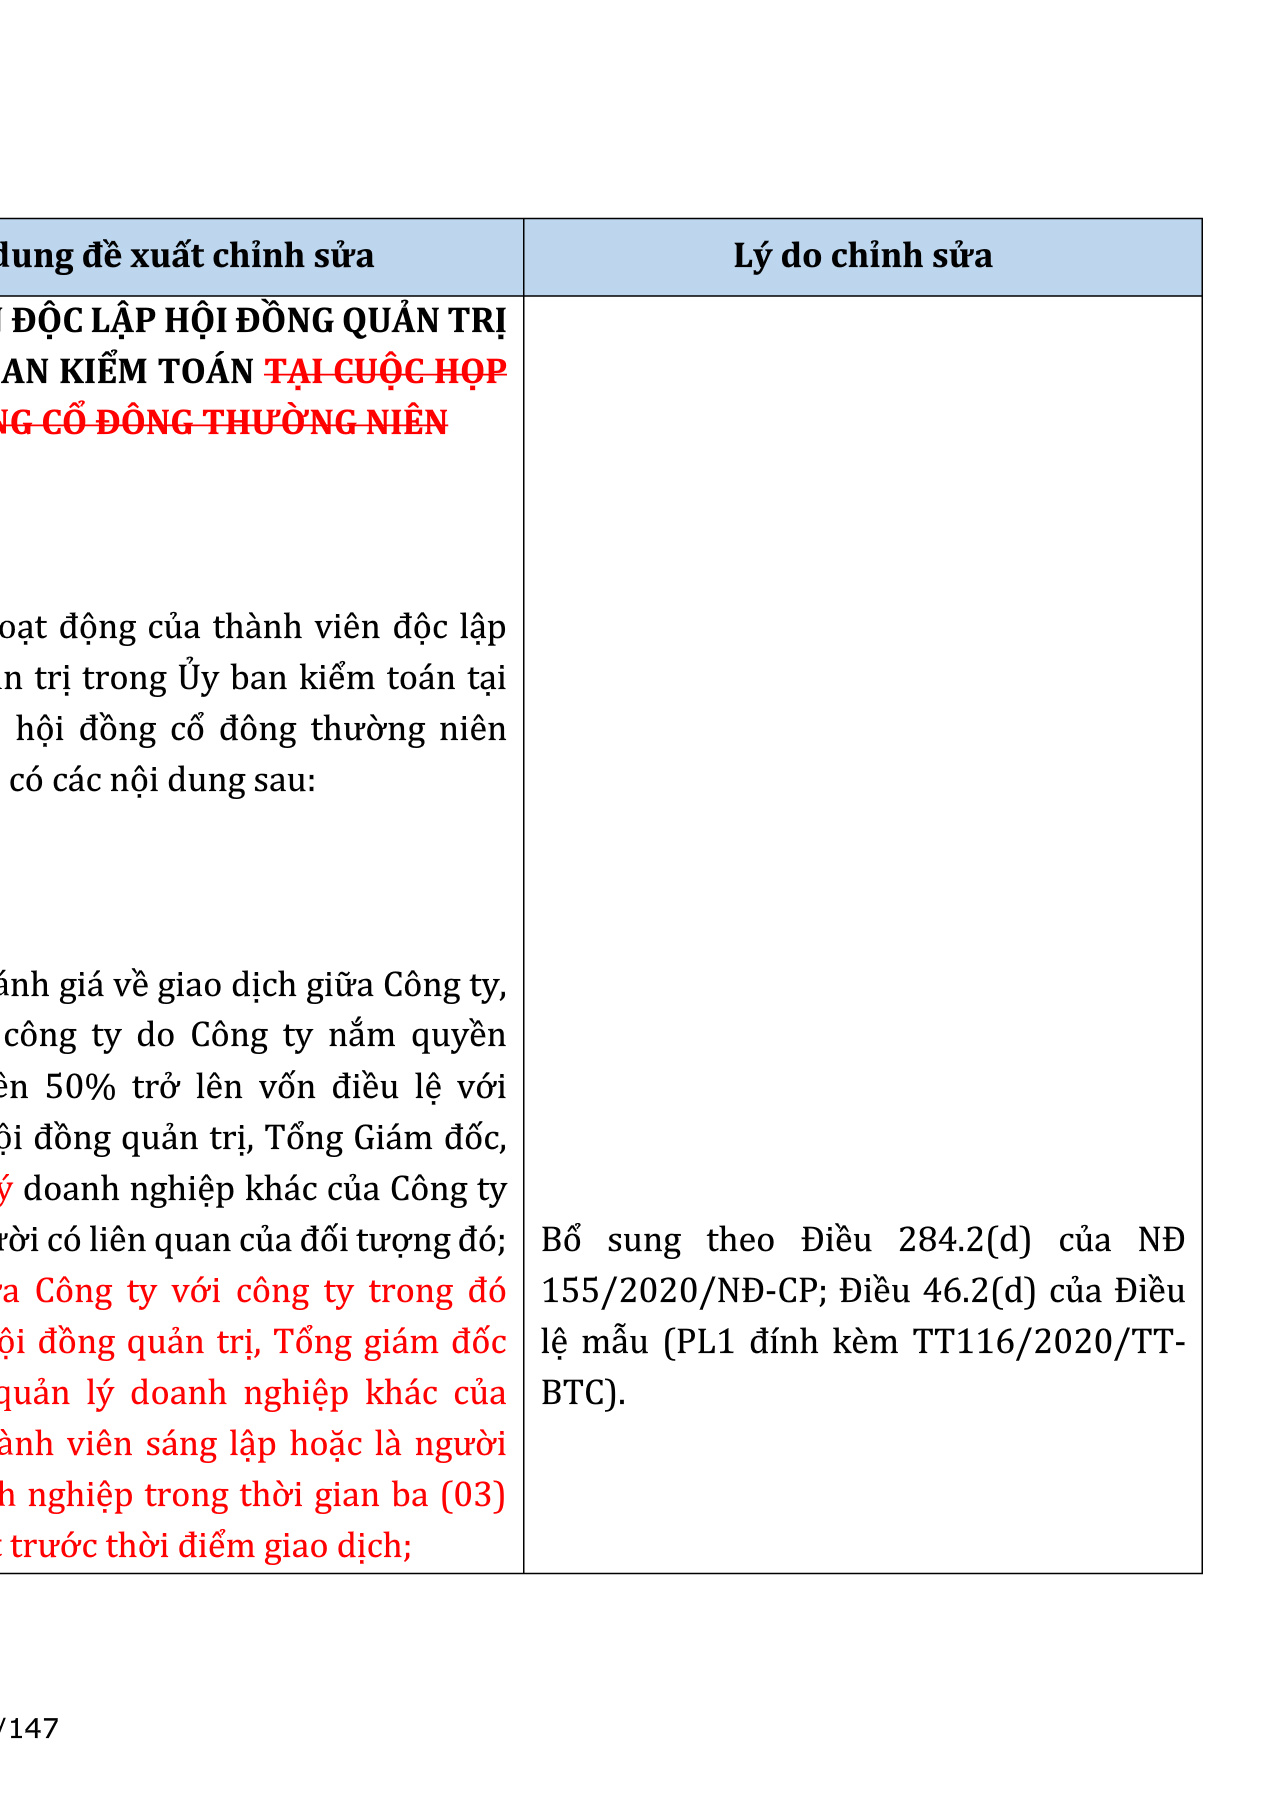 dung đề xuất chỉnh sửa
Lý do chỉnh sửa
ĐỘC LẬP HỘI ĐỒNG QUẢN TRỊ
AN KIỂM TOÁN TẠI CUỘC HỌP
NG CỔ ĐÔNG THƯỜNG NIÊN
oạt động của thành viên độc lập
n trị trong Ủy ban kiểm toán tại
hội đồng cổ đông thường niên
có các nội dung sau:
ánh giá về giao dịch giữa Công ty,
công ty do Công ty nắm quyền
ên 50% trở lên vốn điều lệ với
ội đồng quản trị, Tổng Giám đốc,
ý doanh nghiệp khác của Công ty
ười có liên quan của đối tượng đó;
ữa Công ty với công ty trong đó
ội đồng quản trị, Tổng giám đốc
quản lý doanh nghiệp khác của
ành viên sáng lập hoặc là người
h nghiệp trong thời gian ba (03)
t trước thời điểm giao dịch;
Bổ sung theo Điều 284.2(d) của NĐ
155/2020/NĐ-CP; Điều 46.2(d) của Điều
lệ mẫu (PL1 đính kèm TT116/2020/TT-
BTC).
/147